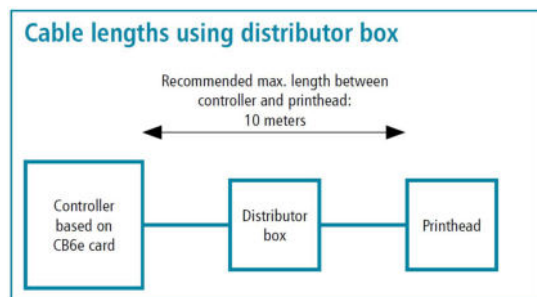 Cable lengths using distributor box
Recommended max. length between
controller and printhead:
10 meters
Controller
based on
CB6e card
Distributor
box
Printhead